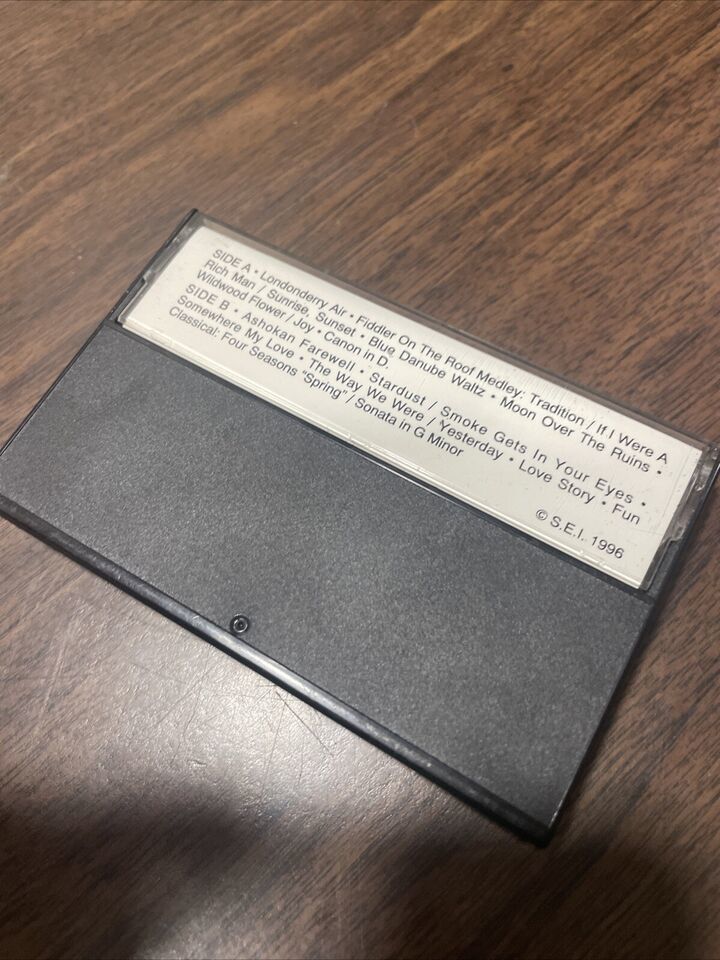 SIDE A • Londonderry Air • Fiddler On The Roof Medley: Tradition / If I Were A
Rich Man / Sunrise, Sunset • Blue Danube Waltz • Moon Over The Ruins •
Wildwood Flower / Joy • Canon in D.
SIDE B • Ashokan Farewell • Stardust / Smoke Gets In Your Eyes •
Somewhere My Love • The Way We Were / Yesterday • Love Story • Fun
Classical: Four Seasons "Spring" / Sonata in G Minor
© S.E.I. 1996